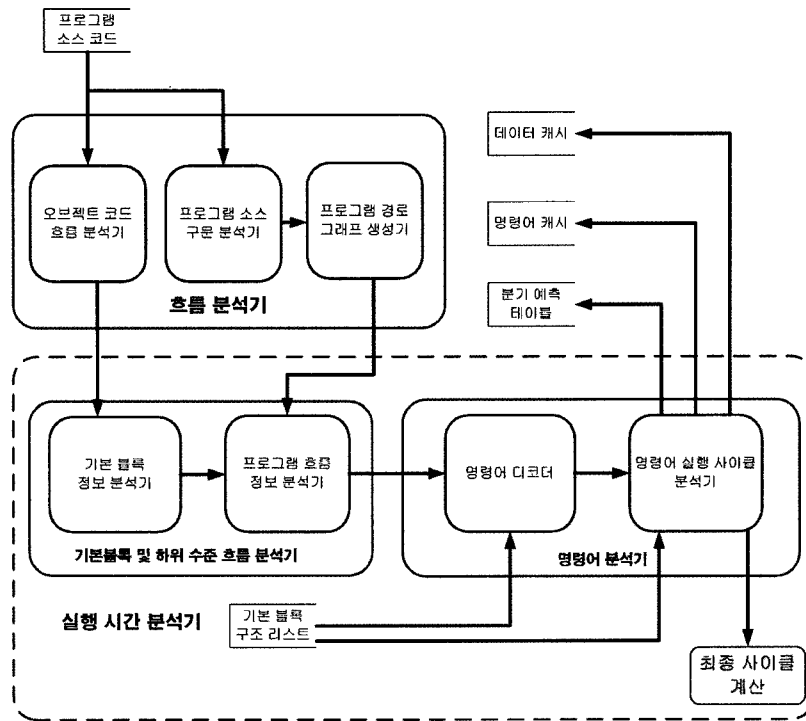 프로그램
소스 코드
오브젝트 코드
흐름 분석기
프로그램 소스
구문 분석기
프로그램 경로
그래프 생성기
흐름 분석기
데이터 캐시
명령어 캐시
분기 예측
테이블
기본 블록
정보 분석기
프로그램 흐름
정보 분석기
기본블록 및 하위 수준 흐름 분석기
명령어 디코더
명령어 실행 사이클
분석기
명령어 분석기
실행 시간 분석기
기본 블록
구조 리스트
최종 사이클
계산